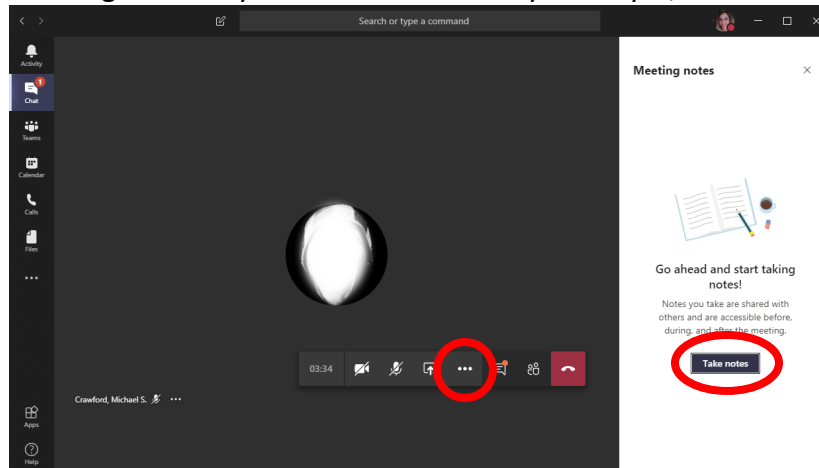 Search or type a command
Activity
1
Chat
Teams
Calendar
Calls
Files
Apps
Help
03:34
Crawford, Michael S.
Meeting notes
Go ahead and start taking
notes!
Notes you take are shared with
others and are accessible before,
during, and after the meeting.
Take notes